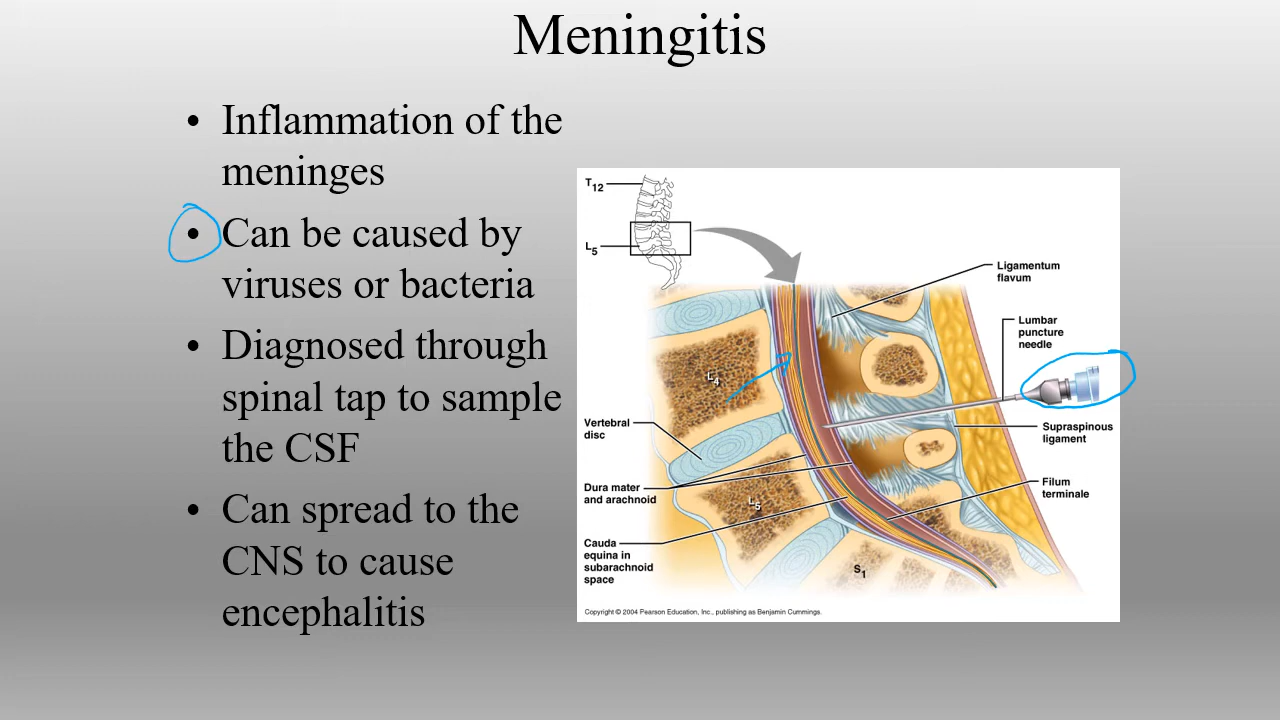 Meningitis
• Inflammation of the
meninges
• Can be caused by
viruses or bacteria
• Diagnosed through
spinal tap to sample
the CSF
• Can spread to the
CNS to cause
encephalitis
T12
L5
Ligamentum
flavum
Lumbar
puncture
needle
L4
Vertebral
disc
Supraspinous
ligament
Dura mater
and arachnoid
L5
Filum
terminale
Cauda
equina in
subarachnoid
space
S1
Copyright © 2004 Pearson Education, Inc., publishing as Benjamin Cummings.